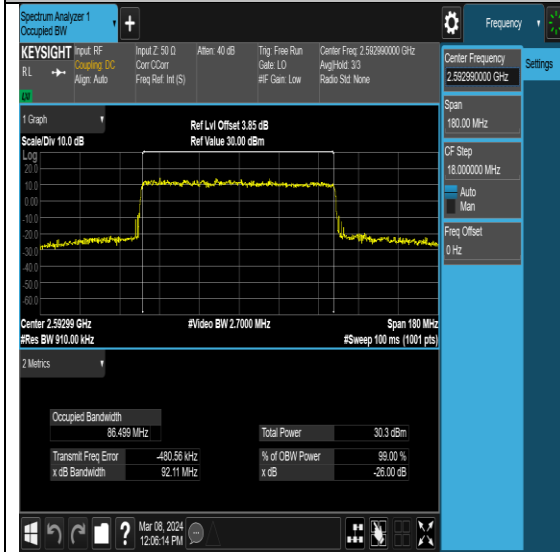 Spectrum Analyzer 1
Occupied BW
+
Frequency
KEYSIGHT
RL
Input: RF
Coupling: DC
Align: Auto
Input Z: 50 Ω
Corr CCorr
Freq Ref: Int (S)
Atten: 40 dB
Trig: Free Run
Gate: LO
#IF Gain: Low
Center Freq: 2.592990000 GHz
Avg|Hold: 3/3
Radio Std: None
Center Frequency
2.592990000 GHz
Settings
Span
180.00 MHz
CF Step
18.000000 MHz
Auto
Man
Freq Offset
0 Hz
1 Graph
Scale/Div 10.0 dB
Ref Lvl Offset 3.85 dB
Ref Value 30.00 dBm
Log
20.0
10.0
0.00
-10.0
-20.0
-30.0
-40.0
-50.0
-60.0
Center 2.59299 GHz
#Video BW 2.7000 MHz
Span 180 MHz
#Res BW 910.00 kHz
#Sweep 100 ms (1001 pts)
2 Metrics
Occupied Bandwidth
86.499 MHz
Total Power 30.3 dBm
Transmit Freq Error -480.56 kHz
% of OBW Power 99.00 %
x dB Bandwidth 92.11 MHz
x dB -26.00 dB
?
Mar 08, 2024
12:06:14 PM